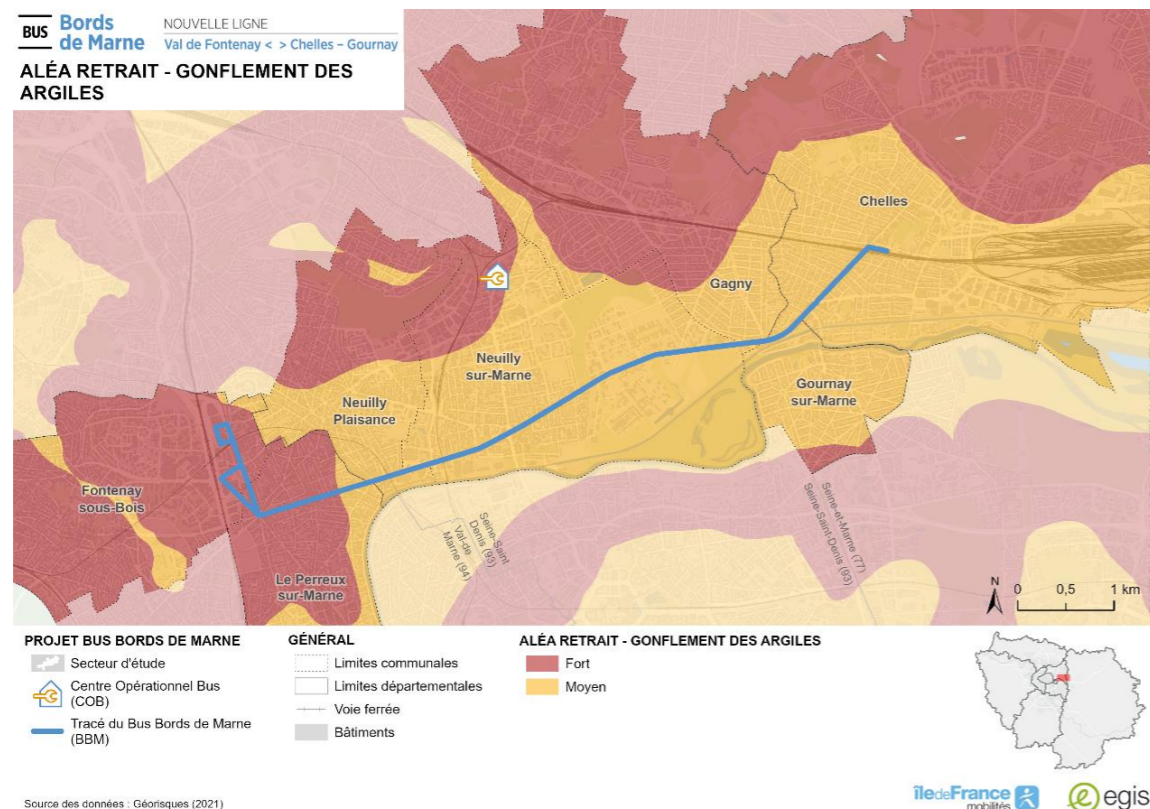 BUS Bords de Marne
NOUVELLE LIGNE
Val de Fontenay < > Chelles – Gournay
ALÉA RETRAIT - GONFLEMENT DES
ARGILES
Chelles
Gagny
Neuilly
sur-Marne
Gournay
sur-Marne
Neuilly
Plaisance
Fontenay
sous-Bois
Le Perreux
sur-Marne
Seine-Saint
Denis (93)
Val-de
Marne (94)
Seine-et-Marne (77)
Seine-Saint-Denis (93)
N
0 0,5 1 km
PROJET BUS BORDS DE MARNE
Secteur d'étude
Centre Opérationnel Bus
(COB)
Tracé du Bus Bords de Marne
(BBM)
GÉNÉRAL
Limites communales
Limites départementales
Voie ferrée
Bâtiments
ALÉA RETRAIT - GONFLEMENT DES ARGILES
Fort
Moyen
Source des données : Géorisques (2021)
îledeFrance
mobilités
egis